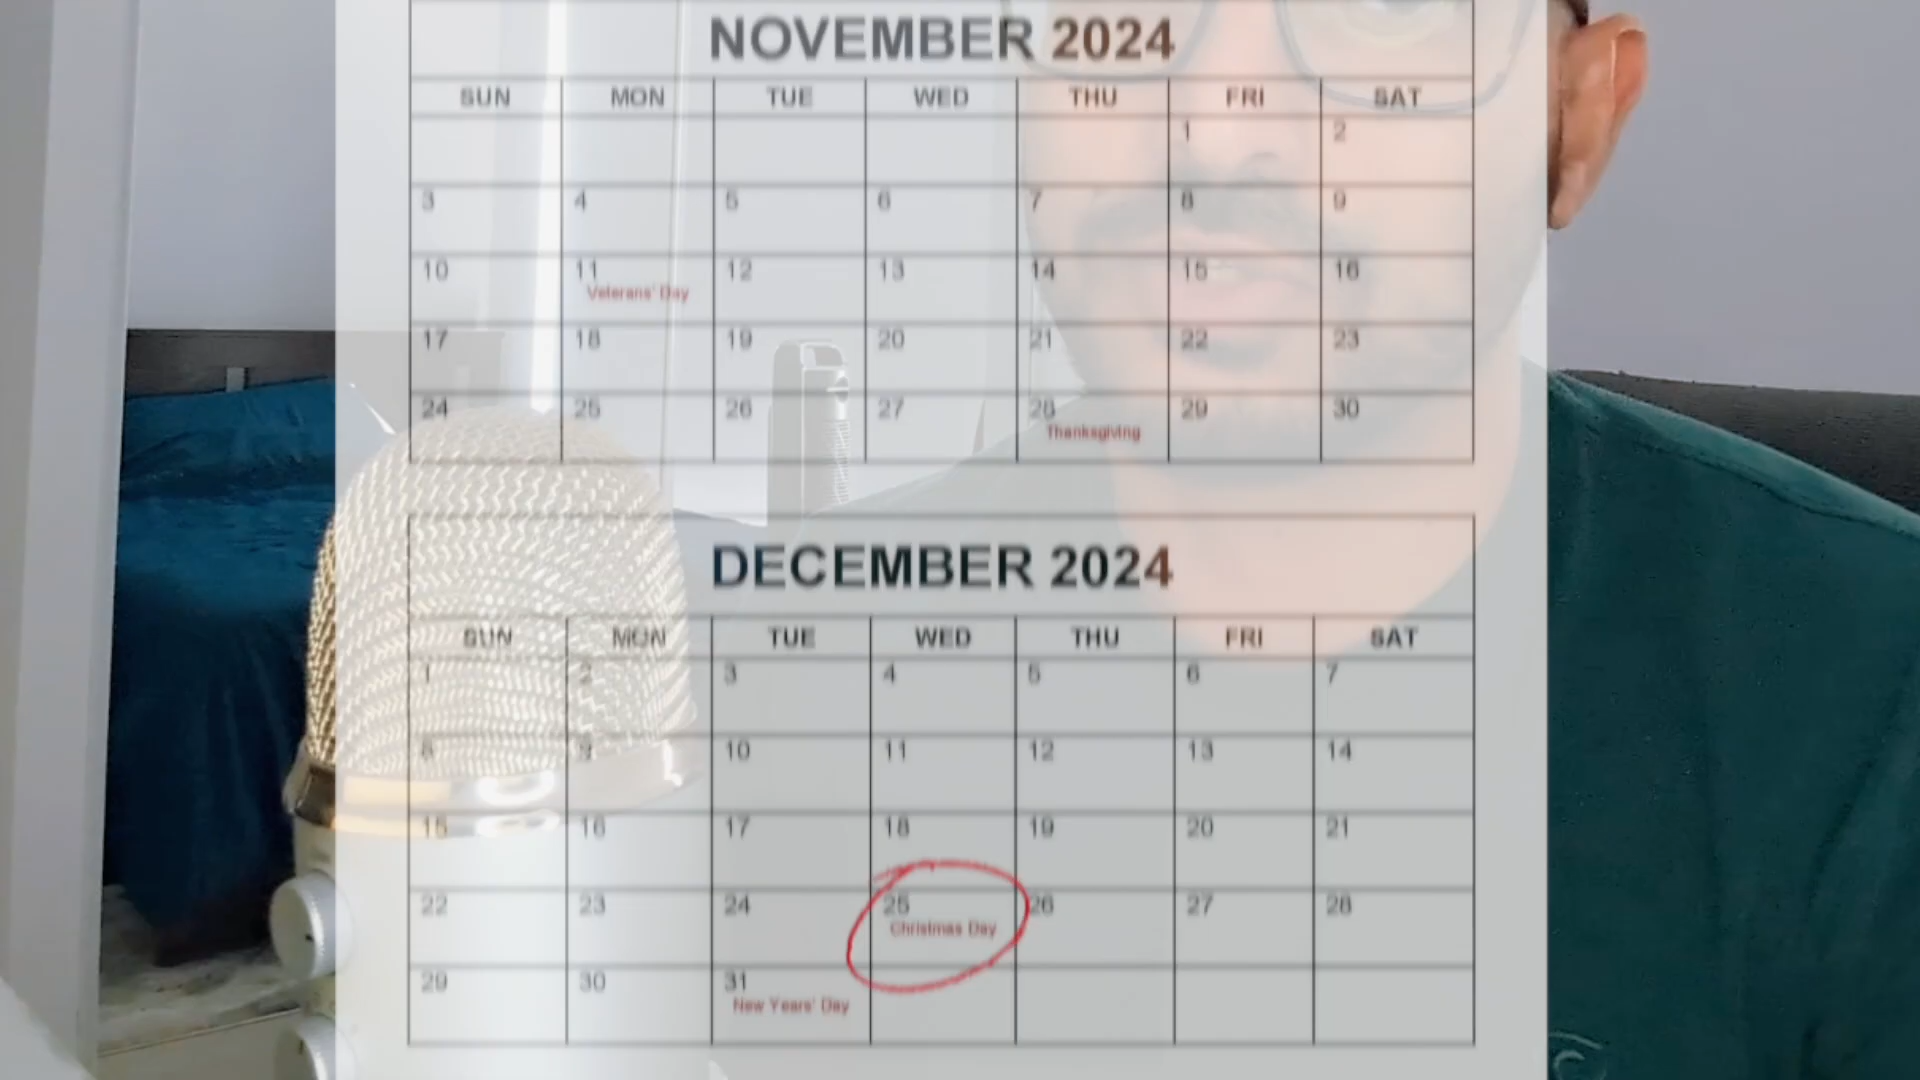 NOVEMBER 2024
SUN MON TUE WED THU FRI SAT
1 2
3 4 5 6 7 8 9
10 11 12 13 14 15 16
Veterans' Day
17 18 19 20 21 22 23
24 25 26 27 28 29 30
Thanksgiving
DECEMBER 2024
SUN MON TUE WED THU FRI SAT
1 2 3 4 5 6 7
8 9 10 11 12 13 14
15 16 17 18 19 20 21
22 23 24 25 26 27 28
Christmas Day
29 30 31
New Years' Day